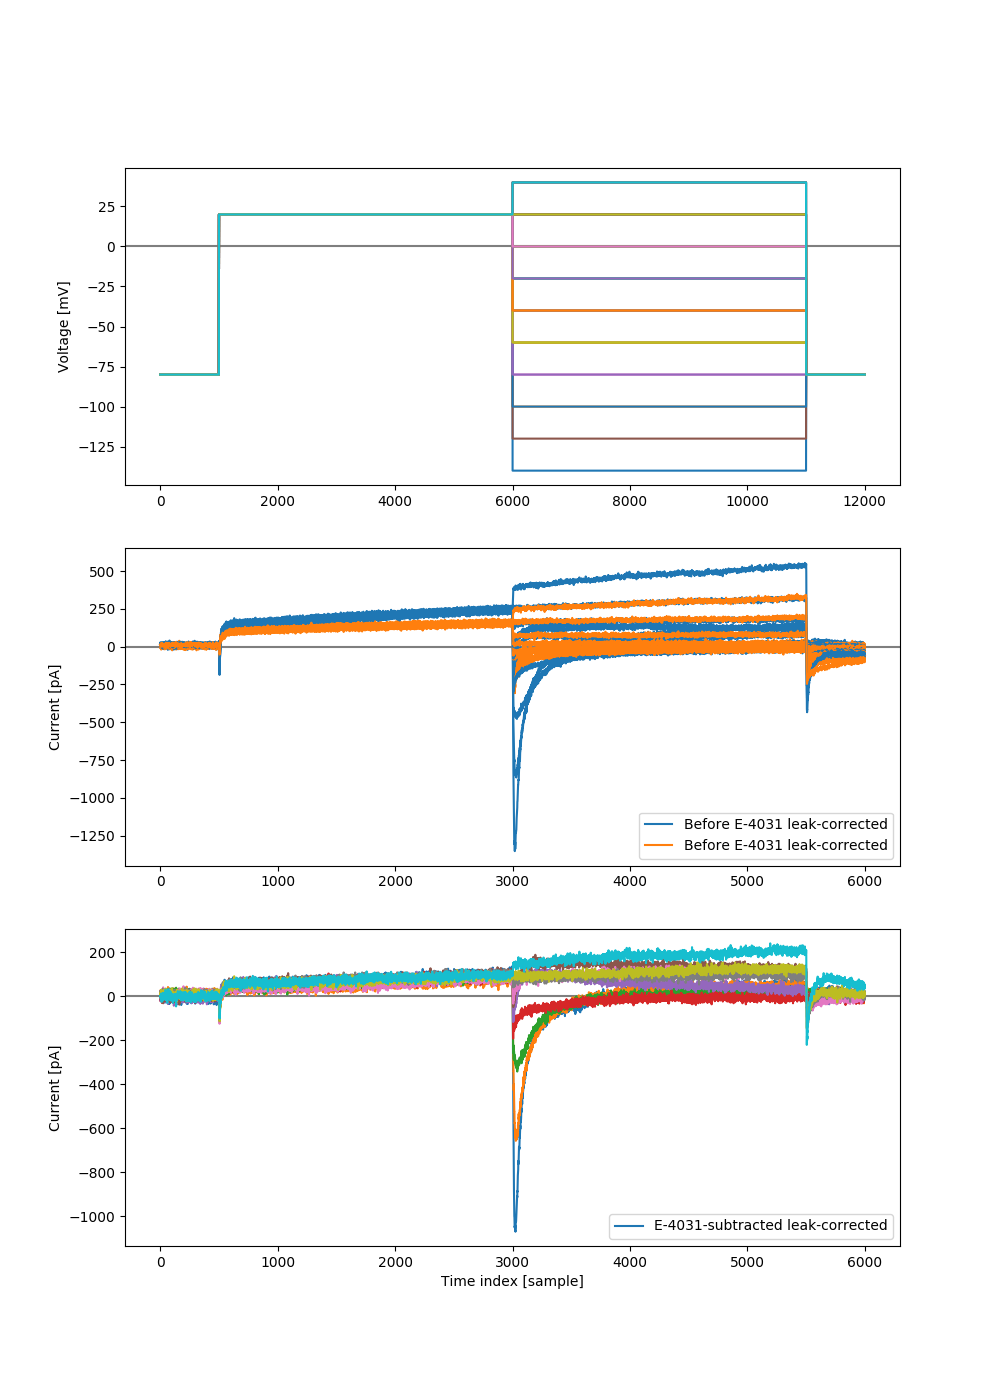 25
0
−25
−50
−75
−100
−125
Voltage [mV]
0 2000 4000 6000 8000 10000 12000
500
250
0
−250
−500
−750
−1000
−1250
Current [pA]
Before E-4031 leak-corrected
Before E-4031 leak-corrected
0 1000 2000 3000 4000 5000 6000
200
0
−200
−400
−600
−800
−1000
Current [pA]
E-4031-subtracted leak-corrected
0 1000 2000 3000 4000 5000 6000
Time index [sample]